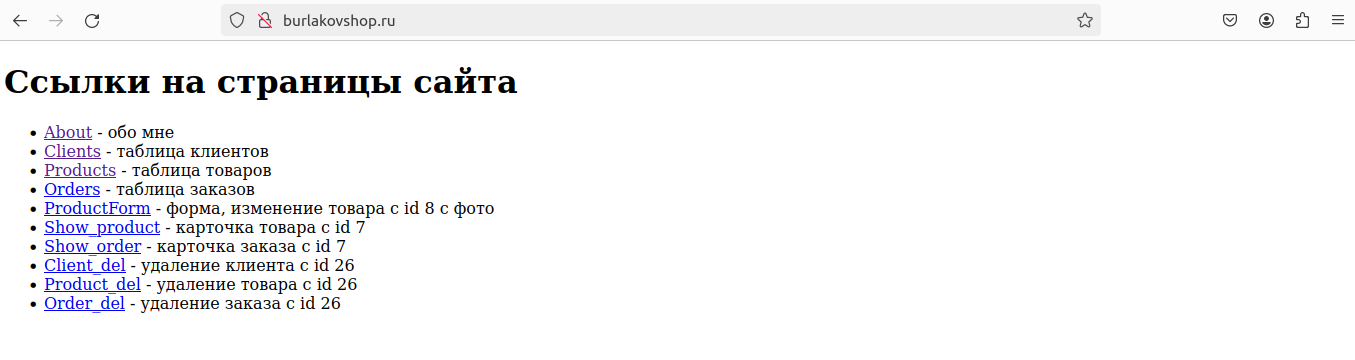 burlakovshop.ru
Ссылки на страницы сайта
About - обо мне
Clients - таблица клиентов
Products - таблица товаров
Orders - таблица заказов
ProductForm - форма, изменение товара с id 8 с фото
Show_product - карточка товара с id 7
Show_order - карточка заказа с id 7
Client_del - удаление клиента с id 26
Product_del - удаление товара с id 26
Order_del - удаление заказа с id 26